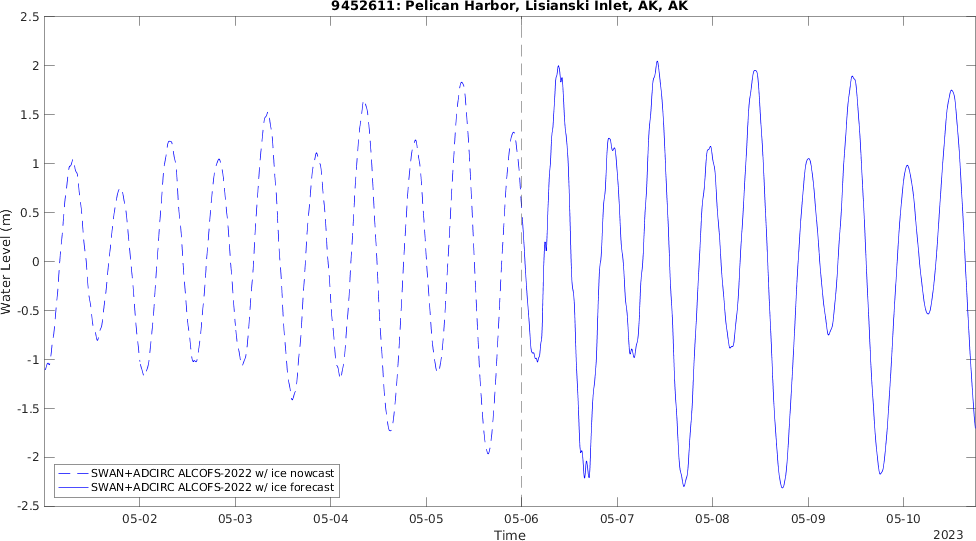 9452611: Pelican Harbor, Lisianski Inlet, AK, AK
2.5
2
1.5
1
0.5
0
-0.5
-1
-1.5
-2
-2.5
Water Level (m)
SWAN+ADCIRC ALCOFS-2022 w/ ice nowcast
SWAN+ADCIRC ALCOFS-2022 w/ ice forecast
05-02 05-03 05-04 05-05 05-06 05-07 05-08 05-09 05-10
Time
2023